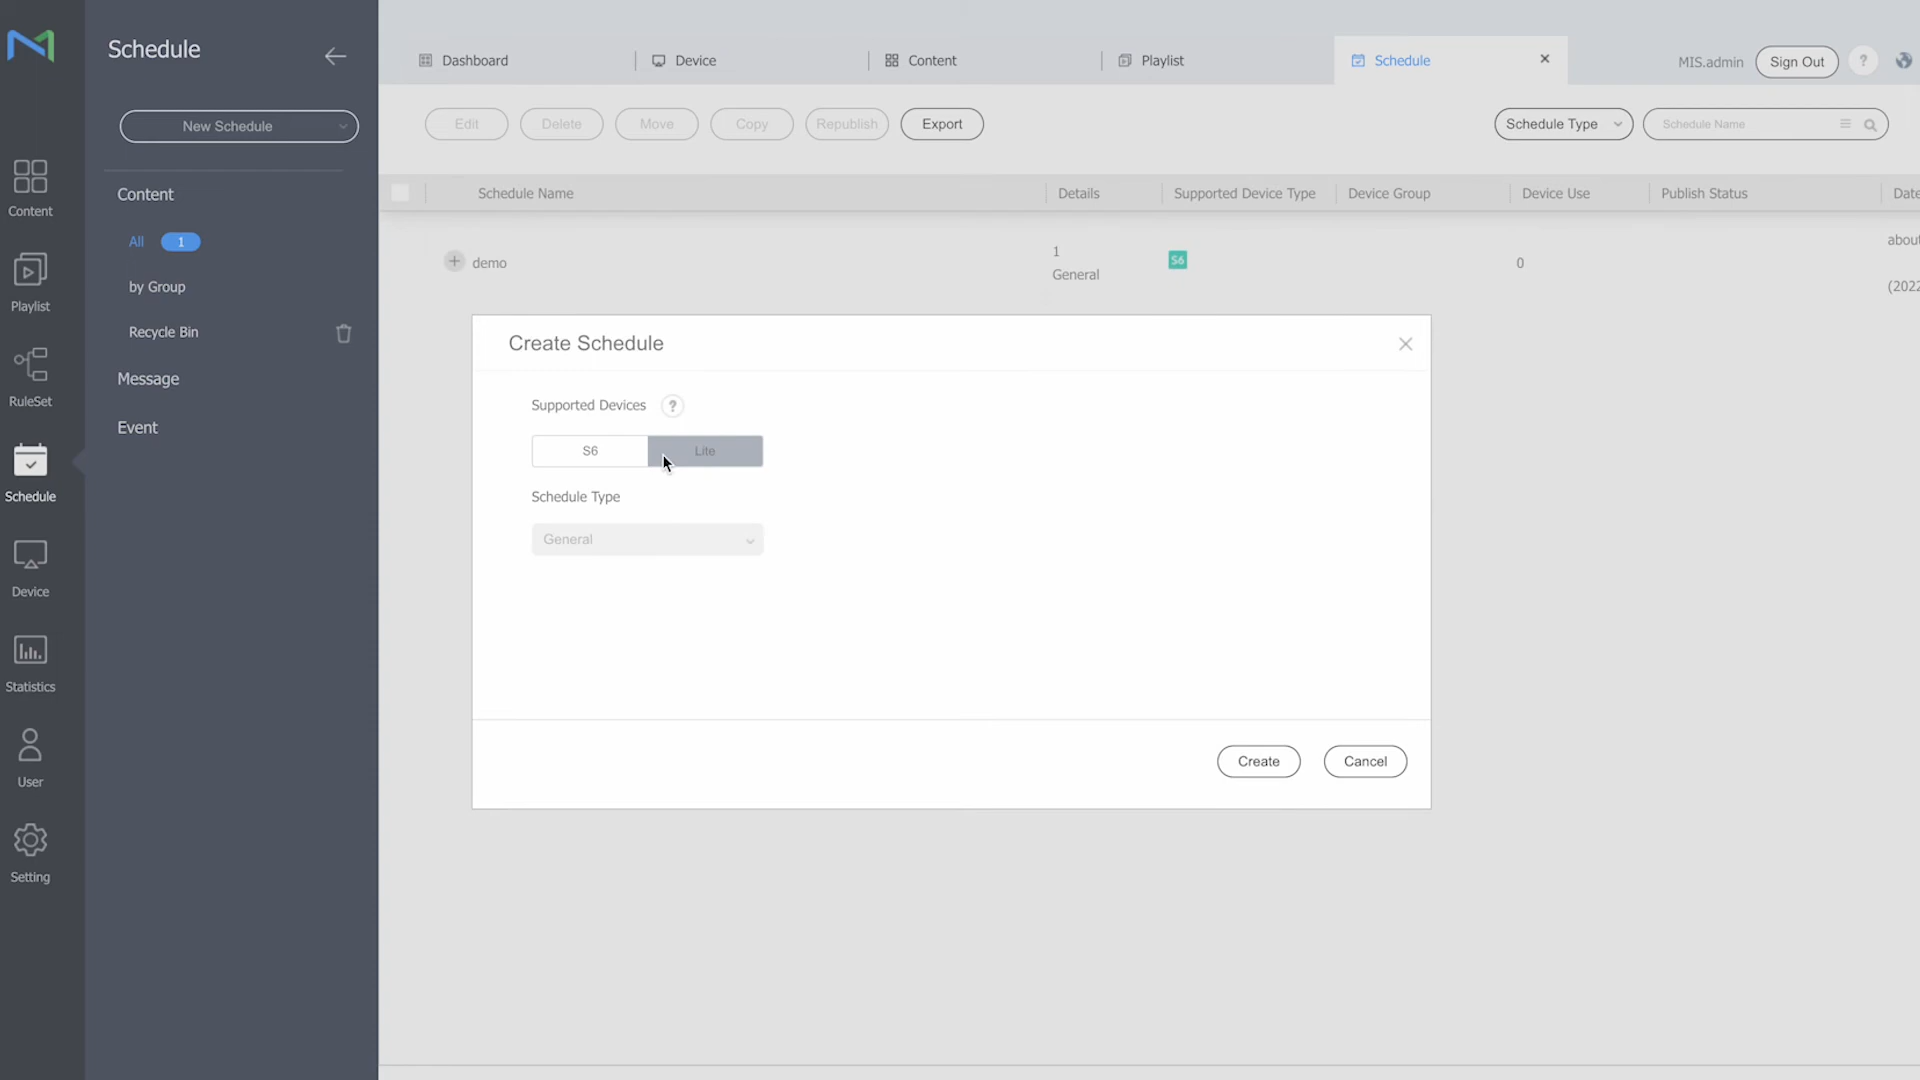 Schedule
New Schedule
Content
All 1
by Group
Recycle Bin
Message
Event
Content
Playlist
RuleSet
Schedule
Device
Statistics
User
Setting
Dashboard
Device
Content
Playlist
Schedule
MIS.admin
Sign Out
?
Edit
Delete
Move
Copy
Republish
Export
Schedule Type
Schedule Name
Schedule Name
Details
Supported Device Type
Device Group
Device Use
Publish Status
Date
demo
1
General
S6
0
about
(2022
Create Schedule
Supported Devices ?
S6
Lite
Schedule Type
General
Create
Cancel